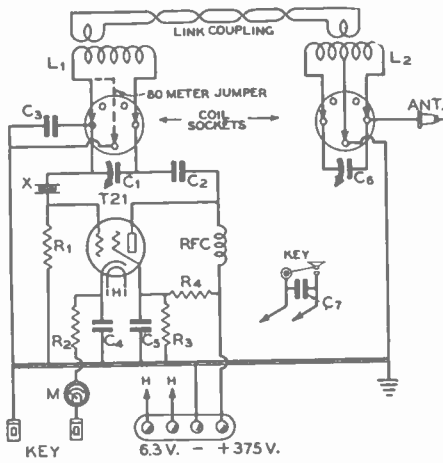 LINK COUPLING
L1
L2
80 METER JUMPER
ANT.
C3
COIL
SOCKETS
X
C1
C2
C6
T21
R1
RFC
KEY
H
R4
C7
R2
C4
C5
R3
M
H
H
KEY
6.3 V. - + 375 V.